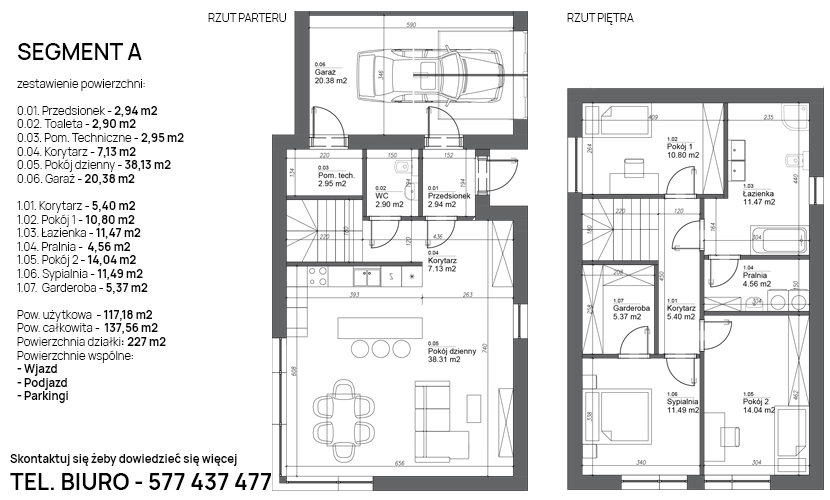 RZUT PARTERU
RZUT PIĘTRA
SEGMENT A
zestawienie powierzchni:
0.01. Przedsionek - 2,94 m2
0.02. Toaleta - 2,90 m2
0.03. Pom. Techniczne - 2,95 m2
0.04. Korytarz - 7,13 m2
0.05. Pokój dzienny - 38,13 m2
0.06. Garaż - 20,38 m2
1.01. Korytarz - 5,40 m2
1.02. Pokój 1 - 10,80 m2
1.03. Łazienka - 11,47 m2
1.04. Pralnia - 4,56 m2
1.05. Pokój 2 - 14,04 m2
1.06. Sypialnia - 11,49 m2
1.07. Garderoba - 5,37 m2
Pow. użytkowa - 117,18 m2
Pow. całkowita - 137,56 m2
Powierzchnia działki: 227 m2
Powierzchnie wspólne:
- Wjazd
- Podjazd
- Parkingi
Skontaktuj się żeby dowiedzieć się więcej
TEL. BIURO - 577 437 477
590
0.06
Garaż
20.38 m2
346
220
150
152
134
0.03
Pom. tech.
2.95 m2
0.02
WC
2.90 m2
194
0.01
Przedsionek
2.94 m2
194
220
120
436
0.04
Korytarz
7.13 m2
393
263
0.05
Pokój dzienny
38.31 m2
608
740
656
409
235
264
1.02
Pokój 1
10.80 m2
1.03
Łazienka
11.47 m2
440
220
120
180
164
204
208
450
1.04
Pralnia
4.56 m2
304
150
258
1.07
Garderoba
5.37 m2
1.01
Korytarz
5.40 m2
462
338
1.06
Sypialnia
11.49 m2
1.05
Pokój 2
14.04 m2
340
304